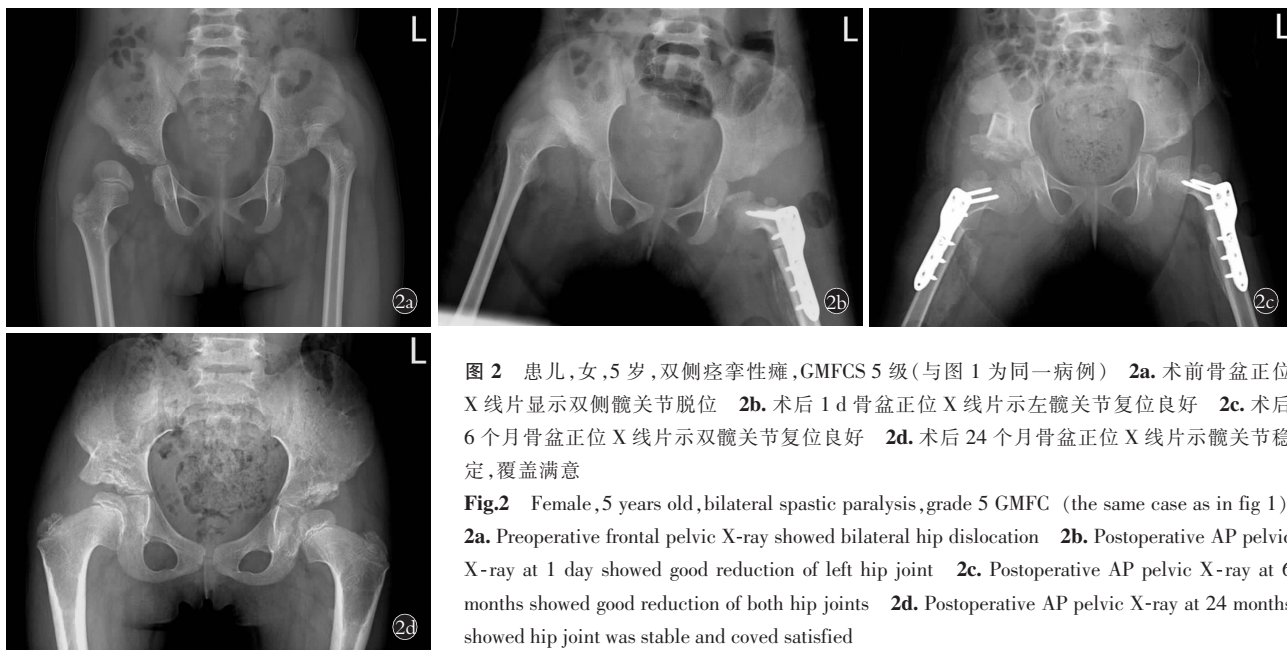 L
2a
L
2b
L
2c
L
2d
图 2 患儿,女,5 岁,双侧痉挛性瘫,GMFCS 5 级(与图 1 为同一病例) 2a. 术前骨盆正位
X 线片显示双侧髋关节脱位 2b. 术后 1 d 骨盆正位 X 线片示左髋关节复位良好 2c. 术后
6 个月骨盆正位 X 线片示双髋关节复位良好 2d. 术后 24 个月骨盆正位 X 线片示髋关节稳
定,覆盖满意
Fig.2 Female,5 years old,bilateral spastic paralysis,grade 5 GMFC (the same case as in fig 1)
2a. Preoperative frontal pelvic X-ray showed bilateral hip dislocation 2b. Postoperative AP pelvic
X-ray at 1 day showed good reduction of left hip joint 2c. Postoperative AP pelvic X-ray at 6
months showed good reduction of both hip joints 2d. Postoperative AP pelvic X-ray at 24 months
showed hip joint was stable and coved satisfied